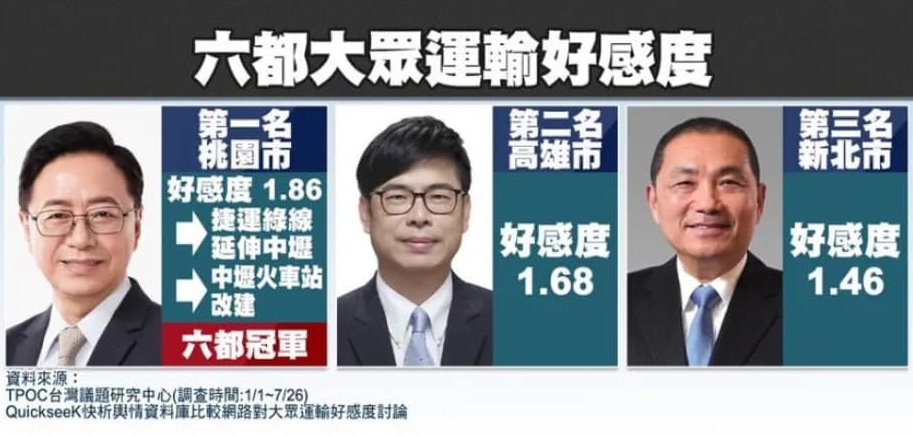 六都大眾運輸好感度
第一名
桃園市
好感度 1.86
捷運綠線
延伸中壢
中壢火車站
改建
六都冠軍
第二名
高雄市
好感度
1.68
第三名
新北市
好感度
1.46
資料來源：
TPOC台灣議題研究中心(調查時間:1/1~7/26)
QuickseeK快析輿情資料庫比較網路對大眾運輸好感度討論